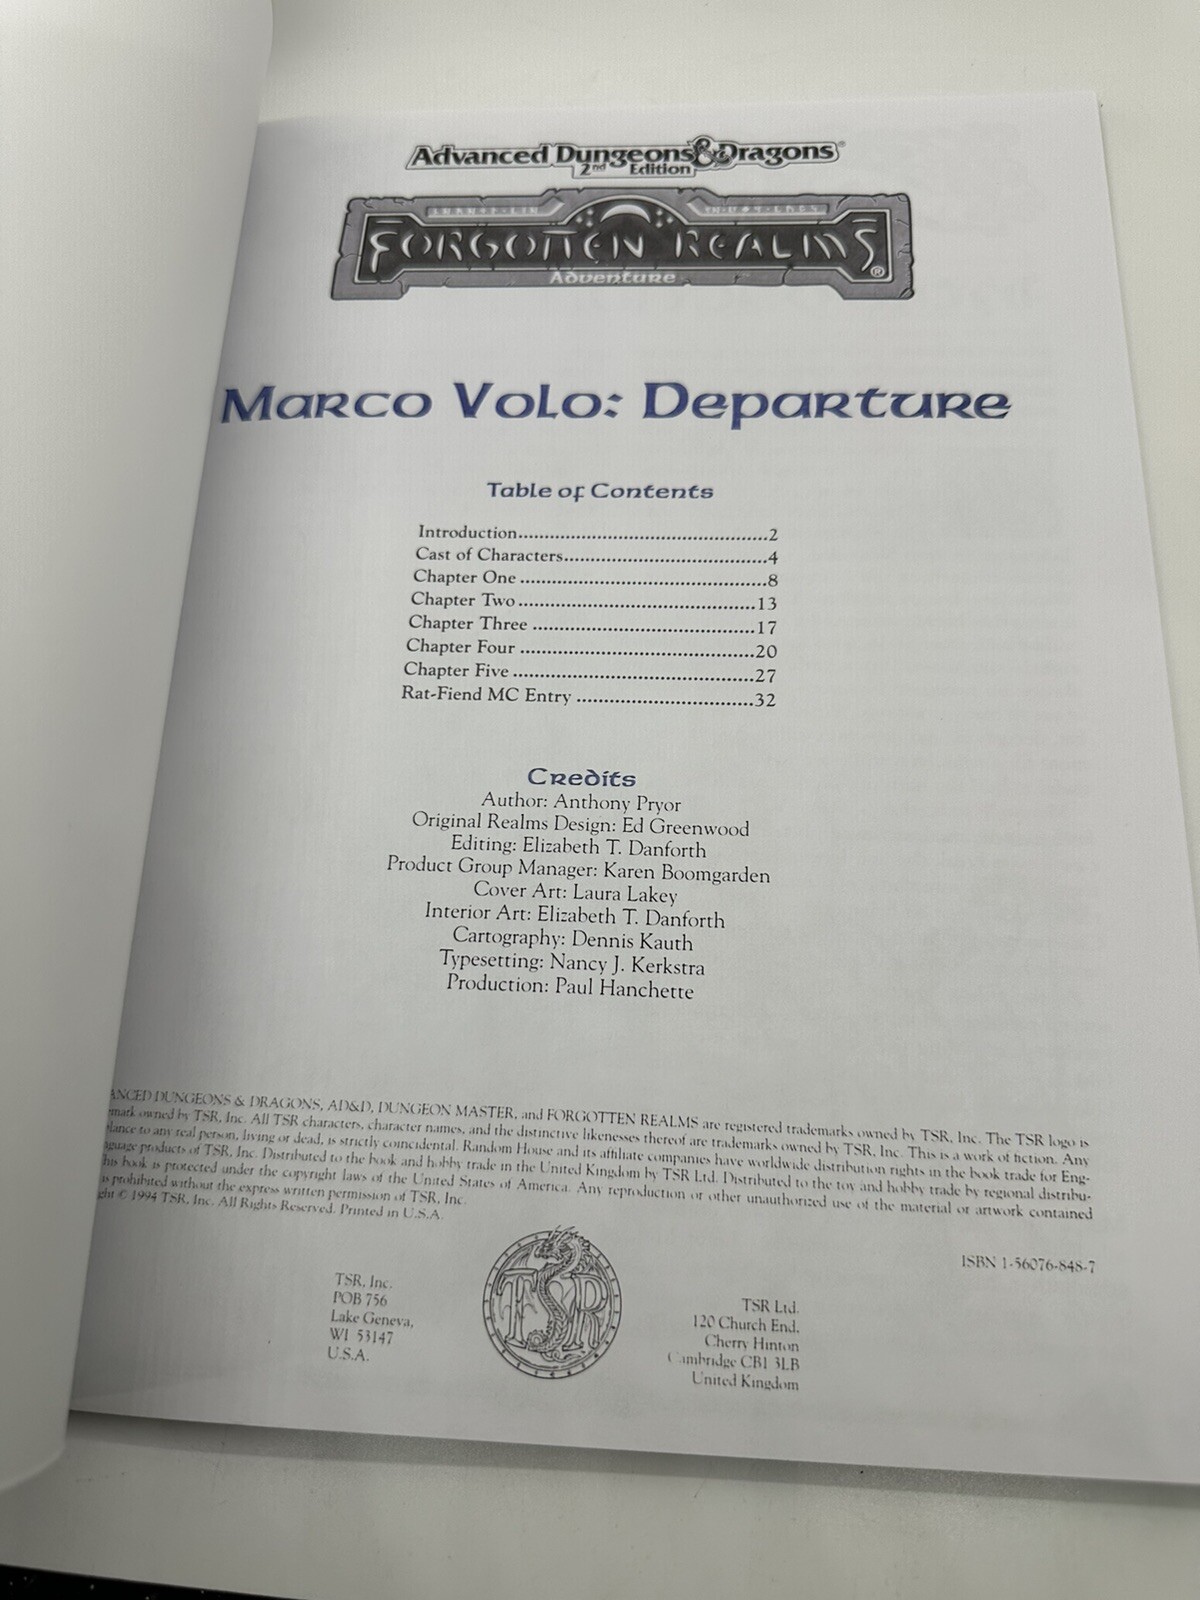 Advanced Dungeons & Dragons®
2nd Edition
FORGOTTEN REALMS®
Adventure
Marco Volo: Departure
Table of Contents
Introduction................................................2
Cast of Characters.......................................4
Chapter One ...............................................8
Chapter Two .............................................13
Chapter Three ...........................................17
Chapter Four .............................................20
Chapter Five ..............................................27
Rat-Fiend MC Entry ..................................32
Credits
Author: Anthony Pryor
Original Realms Design: Ed Greenwood
Editing: Elizabeth T. Danforth
Product Group Manager: Karen Boomgarden
Cover Art: Laura Lakey
Interior Art: Elizabeth T. Danforth
Cartography: Dennis Kauth
Typesetting: Nancy J. Kerkstra
Production: Paul Hanchette
ANCED DUNGEONS & DRAGONS, AD&D, DUNGEON MASTER, and FORGOTTEN REALMS are registered trademarks owned by TSR, Inc. The TSR logo is
mark owned by TSR, Inc. All TSR characters, character names, and the distinctive likenesses thereof are trademarks owned by TSR, Inc. This is a work of fiction. Any
lance to any real person, living or dead, is strictly coincidental. Random House and its affiliate companies have worldwide distribution rights in the book trade for Eng-
guage products of TSR, Inc. Distributed to the book and hobby trade in the United Kingdom by TSR Ltd. Distributed to the toy and hobby trade by regional distribu-
his book is protected under the copyright laws of the United States of America. Any reproduction or other unauthorized use of the material or artwork contained
is prohibited without the express written permission of TSR, Inc.
ght © 1994 TSR, Inc. All Rights Reserved. Printed in U.S.A.
ISBN 1-56076-848-7
TSR, Inc.
POB 756
Lake Geneva,
WI 53147
U.S.A.
TSR
TSR Ltd.
120 Church End,
Cherry Hinton
Cambridge CB1 3LB
United Kingdom